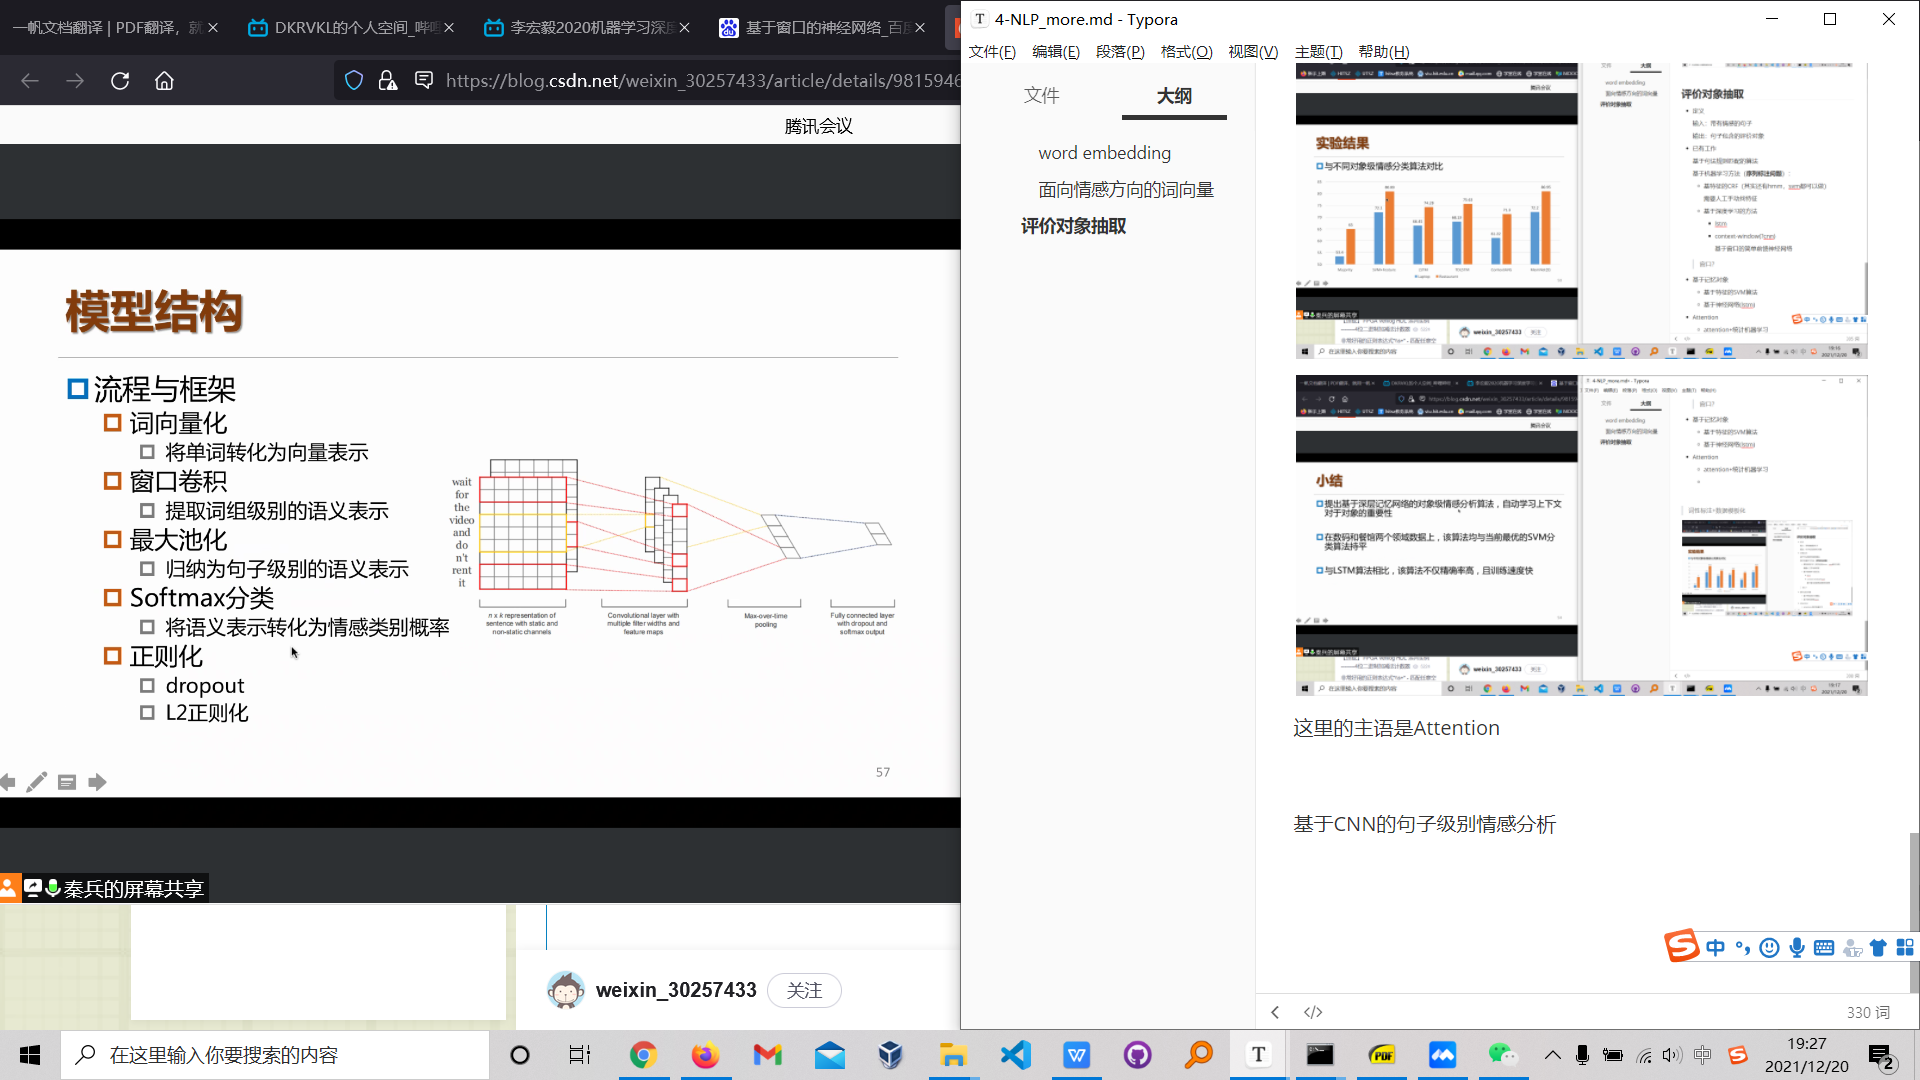 一帆文档翻译 | PDF翻译，就
DKRVKL的个人空间_哔哩
李宏毅2020机器学习深度
基于窗口的神经网络_百度
https://blog.csdn.net/weixin_30257433/article/details/9815946
腾讯会议
模型结构
流程与框架
词向量化
将单词转化为向量表示
窗口卷积
提取词组级别的语义表示
最大池化
归纳为句子级别的语义表示
Softmax分类
将语义表示转化为情感类别概率
正则化
dropout
L2正则化
wait
for
the
video
and
do
n't
rent
it
n x k representation of
sentence with static and
non-static channels
Convolutional layer with
multiple filter widths and
feature maps
Max-over-time
pooling
Fully connected layer
with dropout and
softmax output
57
秦兵的屏幕共享
weixin_30257433
关注
T 4-NLP_more.md - Typora
文件(F) 编辑(E) 段落(P) 格式(O) 视图(V) 主题(T) 帮助(H)
文件
大纲
word embedding
面向情感方向的词向量
评价对象抽取
实验结果
与不同对象级情感分类算法对比
评价对象抽取
weixin_30257433
小结
提出基于深层记忆网络的对象级情感分析算法，自动学习上下文
对于对象的重要性
在数码和餐馆两个领域数据上，该算法均与当前最优的SVM分
类算法持平
与LSTM算法相比，该算法不仅精确率高，且训练速度快
weixin_30257433
这里的主语是Attention
基于CNN的句子级别情感分析
中
330 词
在这里输入你要搜索的内容
中
19:27
2021/12/20
2